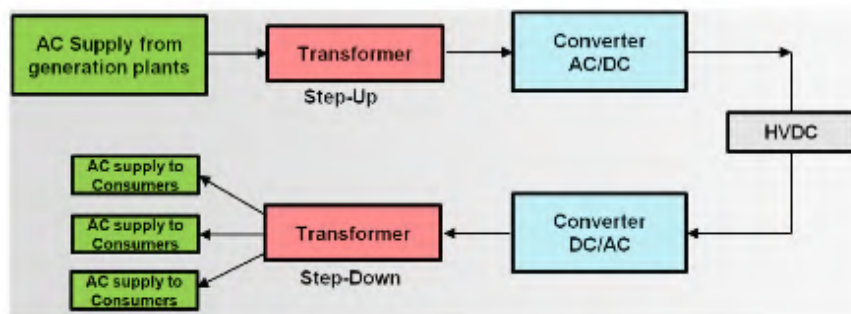 AC Supply from
generation plants
Transformer
Step-Up
Converter
AC/DC
HVDC
AC supply to
Consumers
AC supply to
Consumers
AC supply to
Consumers
Transformer
Step-Down
Converter
DC/AC